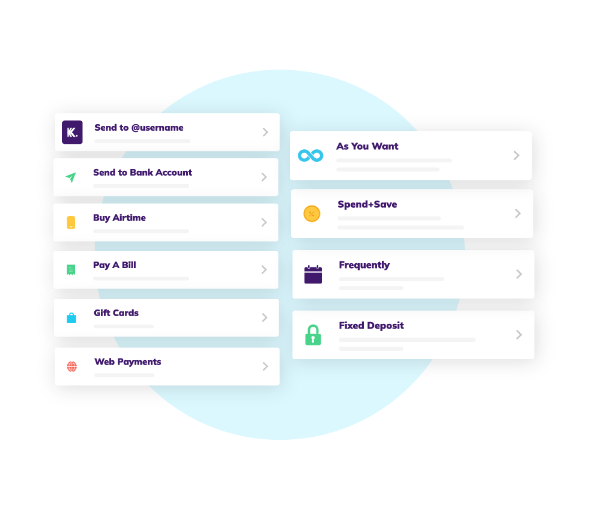 K.
Send to @username
Send to Bank Account
Buy Airtime
Pay A Bill
Gift Cards
Web Payments
As You Want
Spend+Save
Frequently
Fixed Deposit